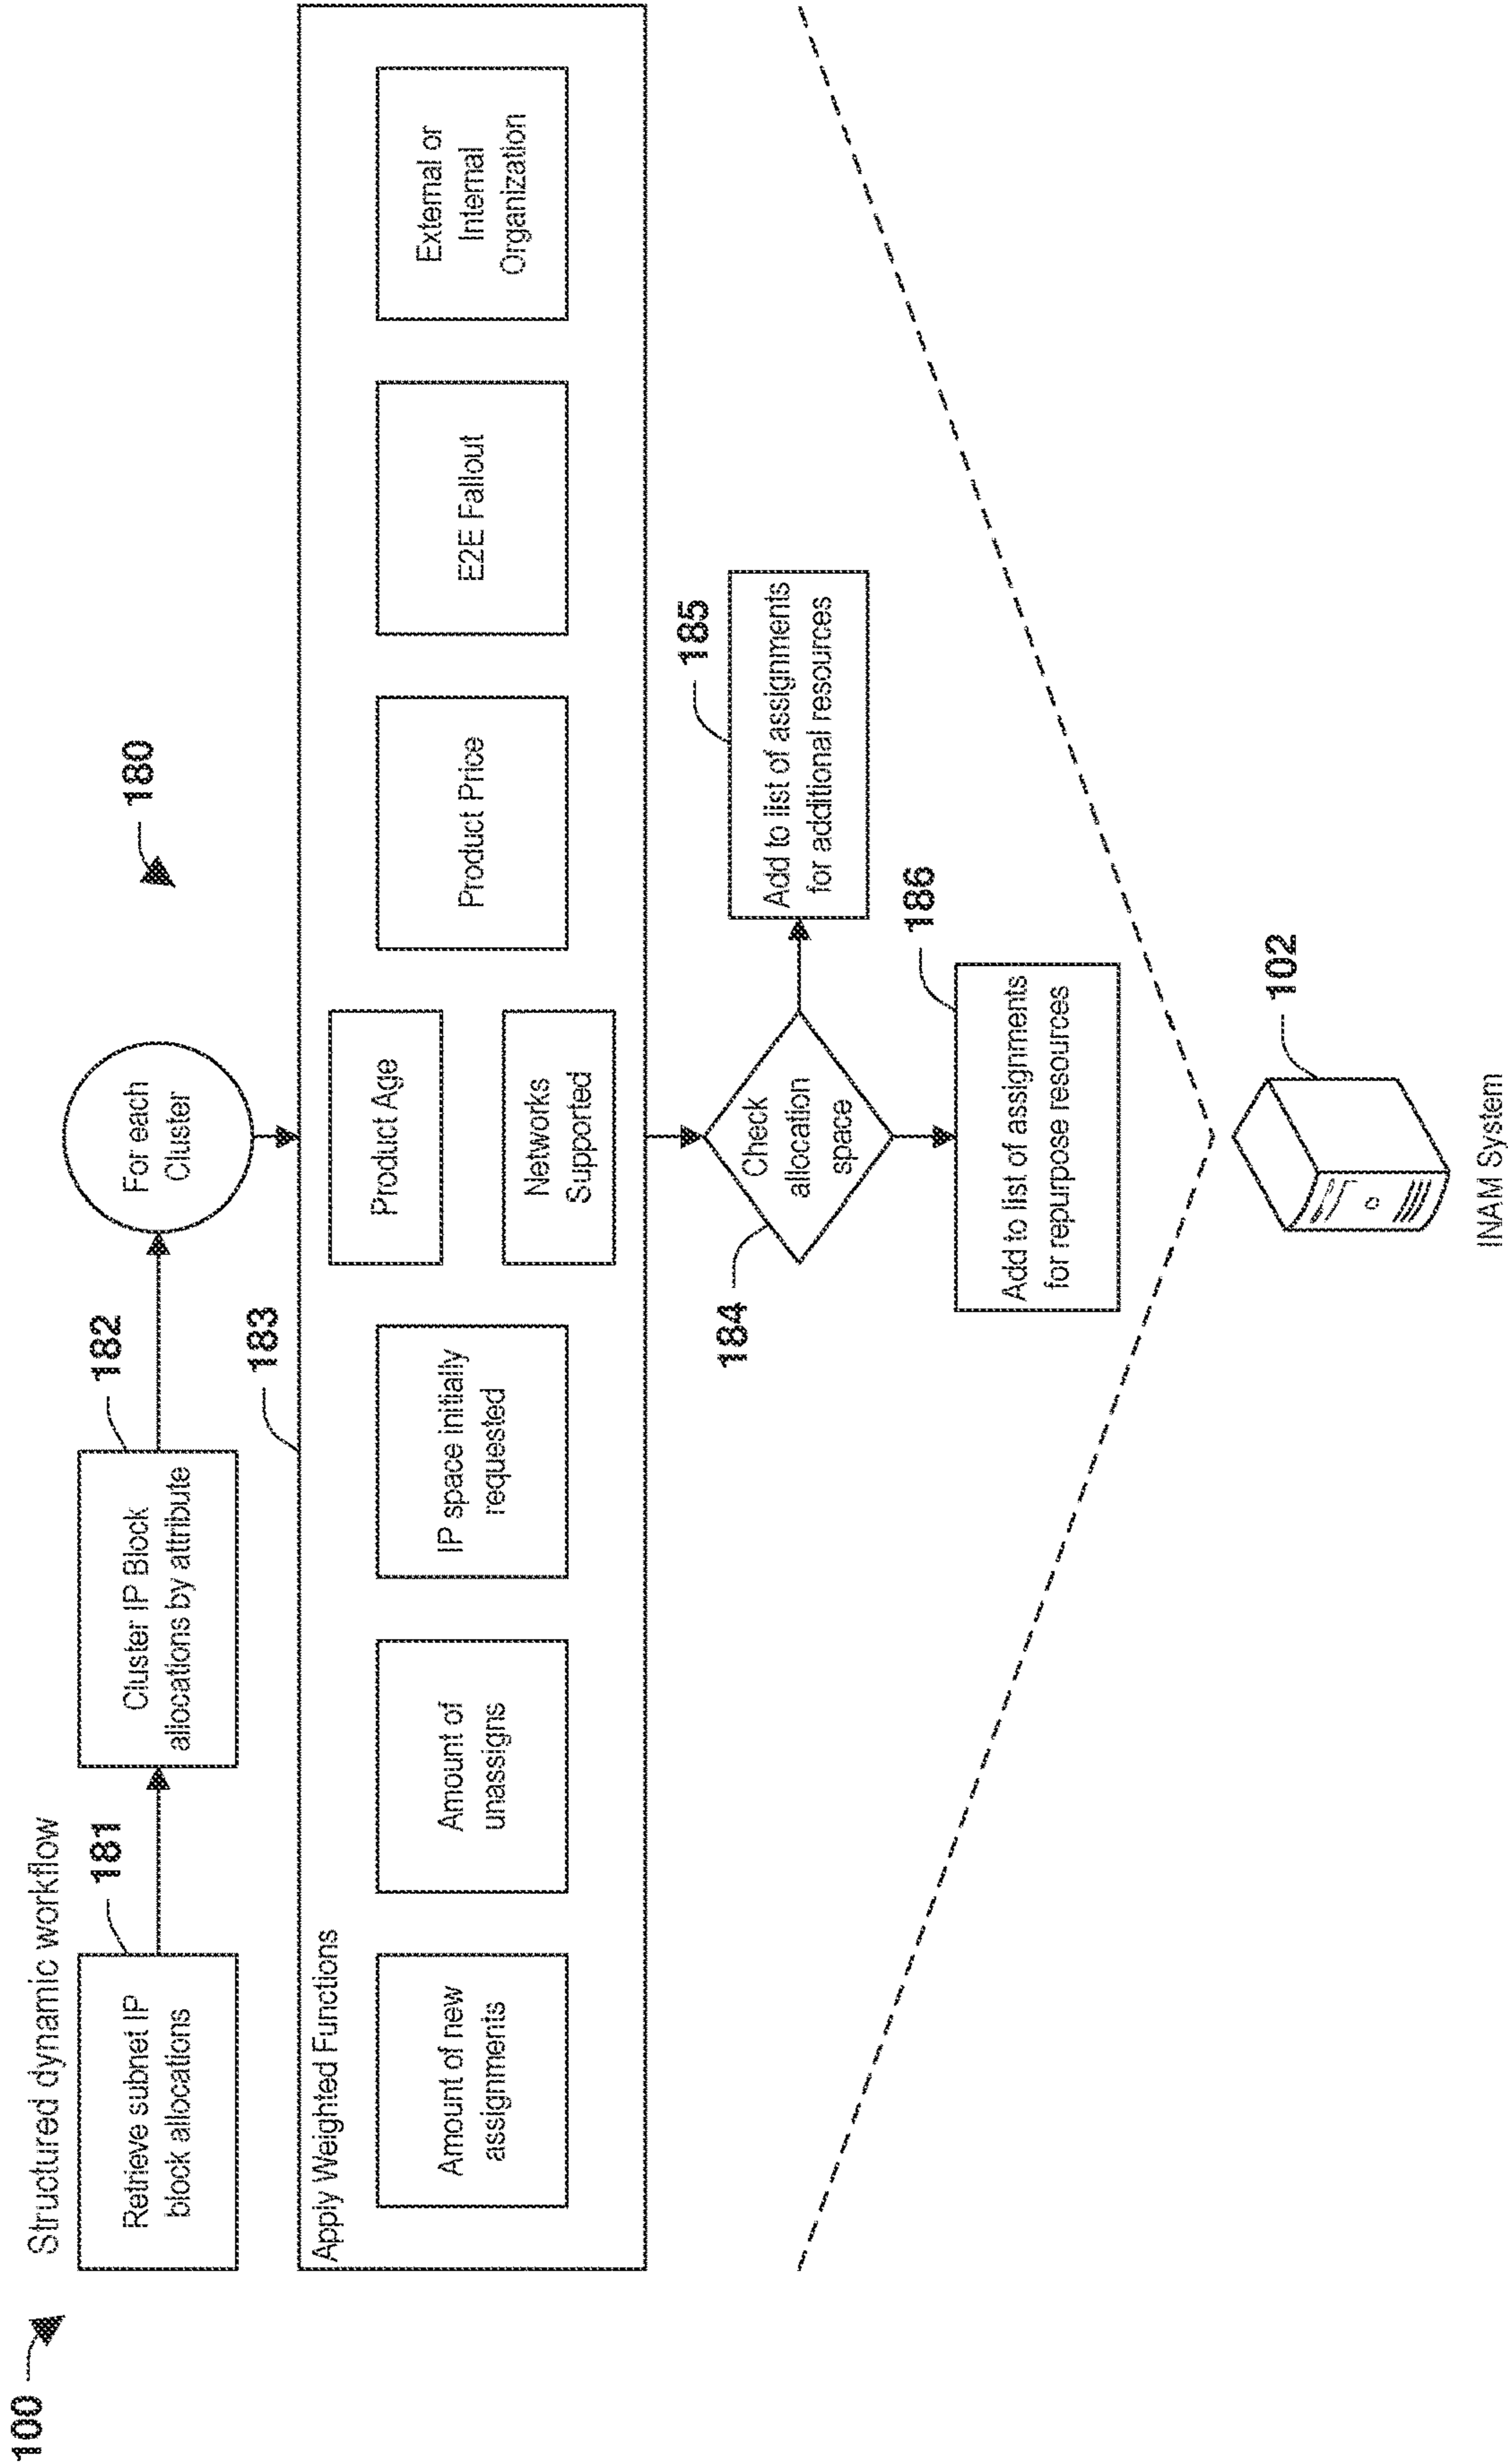 100
Structured dynamic workflow
180
181
Retrieve subnet IP
block allocations
182
Cluster IP Block
allocations by attribute
For each
Cluster
183
Apply Weighted Functions
Amount of new
assignments
Amount of
unassigns
IP space initially
requested
Product Age
Networks
Supported
Product Price
E2E Fallout
External or
Internal
Organization
184
Check
allocation
space
185
Add to list of assignments
for additional resources
186
Add to list of assignments
for repurpose resources
102
INAM System